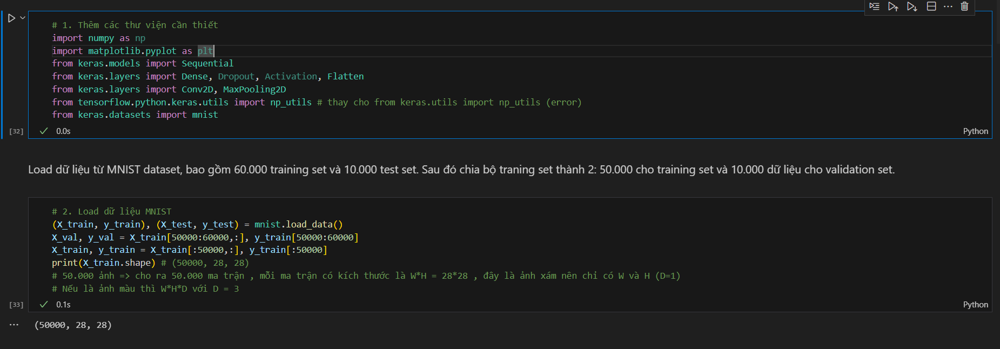 # 1. Thêm các thư viện cần thiết
import numpy as np
import matplotlib.pyplot as plt
from keras.models import Sequential
from keras.layers import Dense, Dropout, Activation, Flatten
from keras.layers import Conv2D, MaxPooling2D
from tensorflow.python.keras.utils import np_utils # thay cho from keras.utils import np_utils (error)
from keras.datasets import mnist
[32] 0.0s Python
Load dữ liệu từ MNIST dataset, bao gồm 60.000 training set và 10.000 test set. Sau đó chia bộ traning set thành 2: 50.000 cho training set và 10.000 dữ liệu cho validation set.
# 2. Load dữ liệu MNIST
(X_train, y_train), (X_test, y_test) = mnist.load_data()
X_val, y_val = X_train[50000:60000,:], y_train[50000:60000]
X_train, y_train = X_train[:50000,:], y_train[:50000]
print(X_train.shape) # (50000, 28, 28)
# 50.000 ảnh => cho ra 50.000 ma trận , mỗi ma trận có kích thước là W*H = 28*28 , đây là ảnh xám nên chỉ có W và H (D=1)
# Nếu là ảnh màu thì W*H*D với D = 3
[33] 0.1s Python
... (50000, 28, 28)